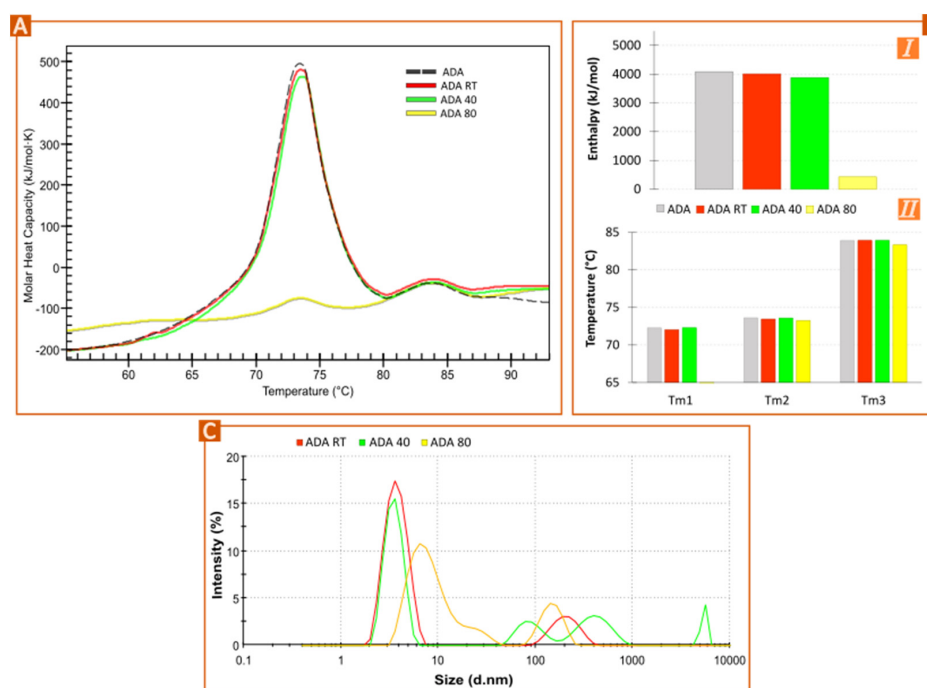 A
Molar Heat Capacity (kJ/mol·K)
500
400
300
200
100
0
-100
-200
60
65
70
75
80
85
90
Temperature (°C)
ADA
ADA RT
ADA 40
ADA 80
I
Enthalpy (kJ/mol)
5000
4000
3000
2000
1000
0
ADA ADA RT ADA 40 ADA 80
II
Temperature (°C)
85
80
75
70
65
Tm1 Tm2 Tm3
C
ADA RT ADA 40 ADA 80
Intensity (%)
20
15
10
5
0
0.1 1 10 100 1000 10000
Size (d.nm)